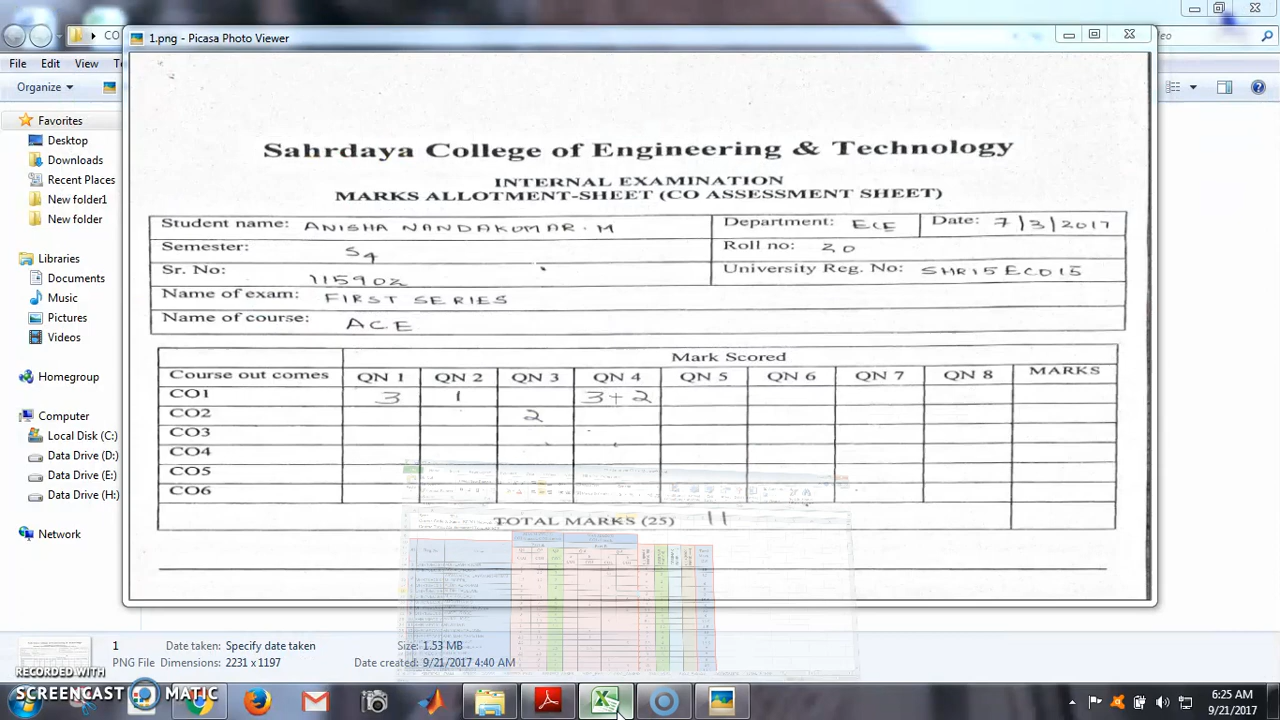 1.png - Picasa Photo Viewer
File Edit View
Organize
Favorites
Desktop
Downloads
Recent Places
New folder1
New folder
Libraries
Documents
Music
Pictures
Videos
Homegroup
Computer
Local Disk (C:)
Data Drive (D:)
Data Drive (E:)
Data Drive (H:)
Network
Sahrdaya College of Engineering & Technology
INTERNAL EXAMINATION
MARKS ALLOTMENT-SHEET (CO ASSESSMENT SHEET)
Student name: ANISHA NANDAKUMAR. M Department: ECE Date: 7/3/2017
Semester: S4 Roll no: 20
Sr. No: 115902 University Reg. No: SHR15EC015
Name of exam: FIRST SERIES
Name of course: ACE
Mark Scored
Course out comes QN 1 QN 2 QN 3 QN 4 QN 5 QN 6 QN 7 QN 8 MARKS
CO1 3 1 3+2
CO2 2
CO3
CO4
CO5
CO6
TOTAL MARKS (25) 11
1 Date taken: Specify date taken Size: 1.53 MB
PNG File Dimensions: 2231 x 1197 Date created: 9/21/2017 4:40 AM
RECORDED WITH
SCREENCAST MATIC
6:25 AM
9/21/2017